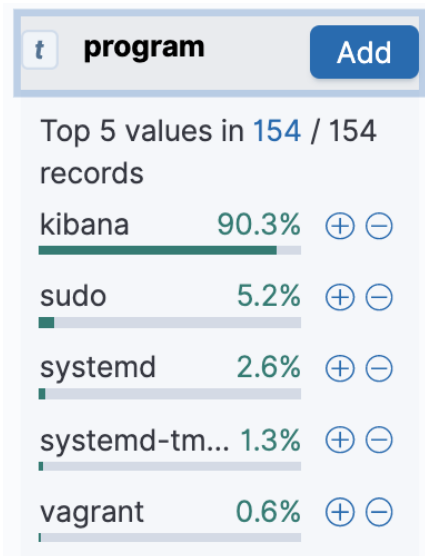 t program Add
Top 5 values in 154 / 154
records
kibana 90.3%
sudo 5.2%
systemd 2.6%
systemd-tm... 1.3%
vagrant 0.6%